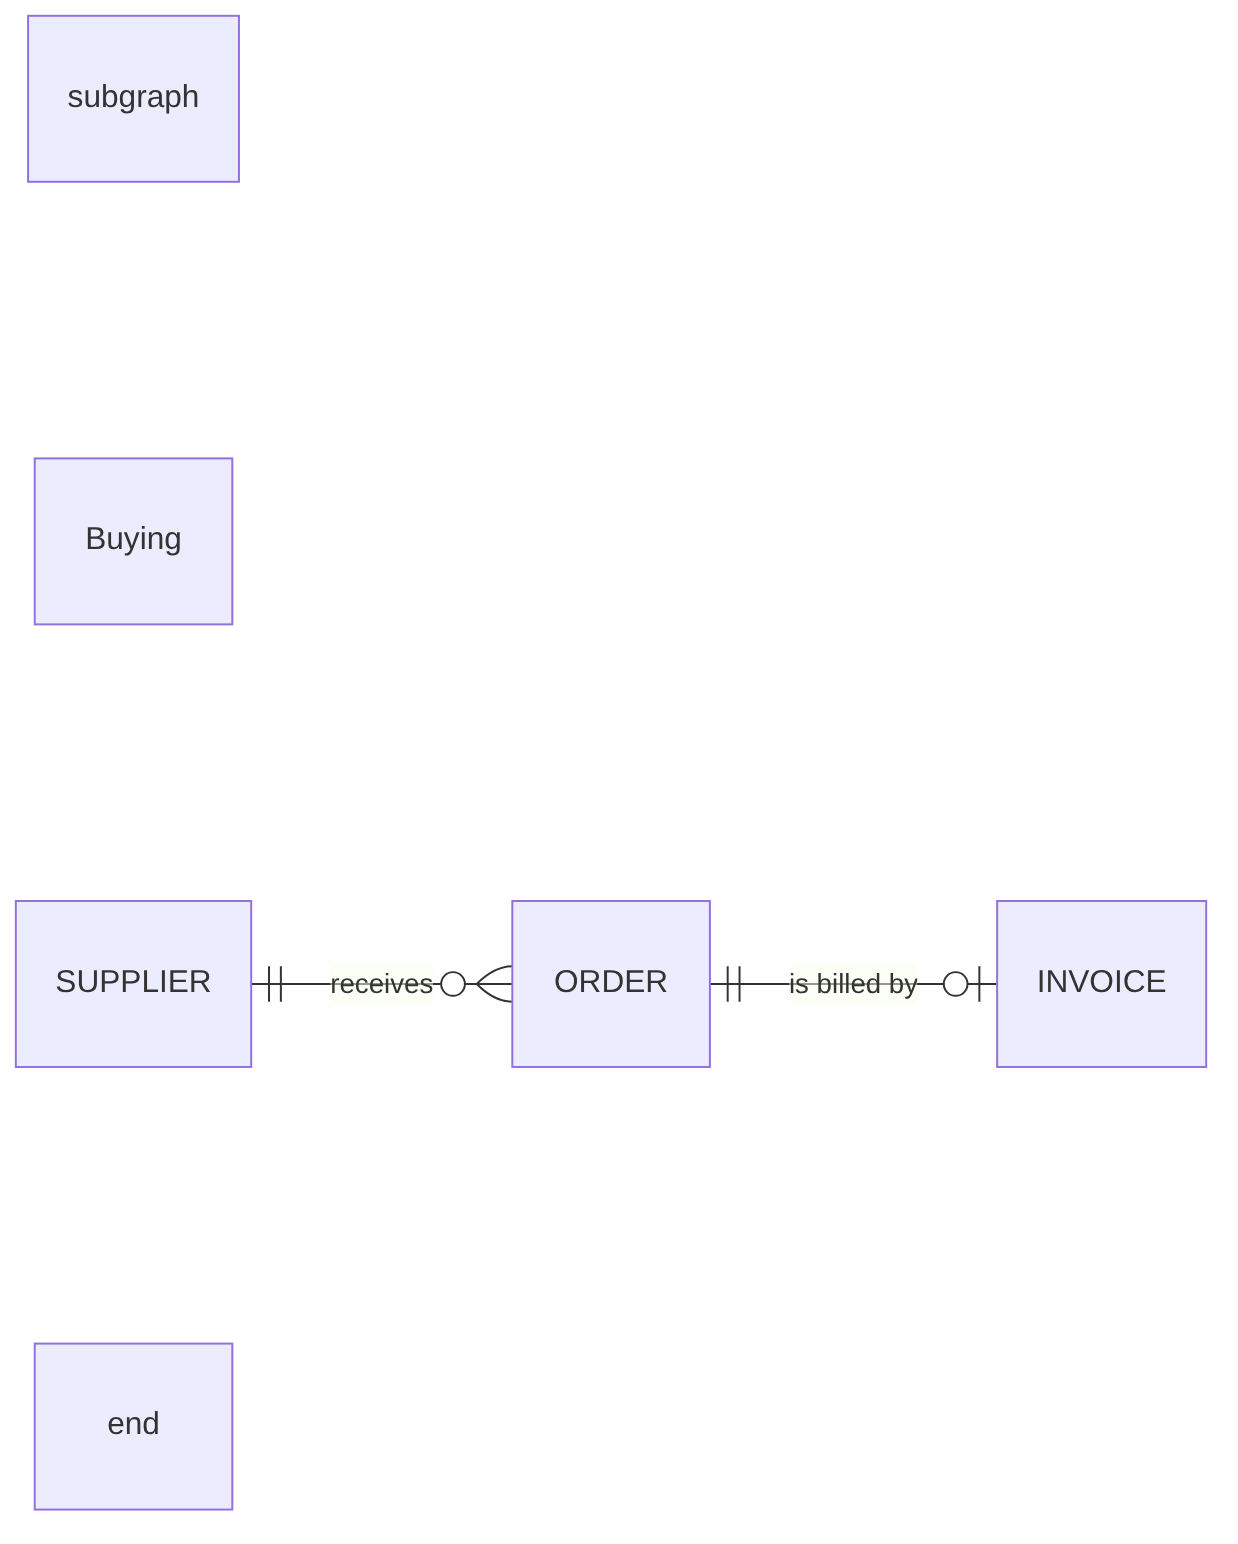 subgraph
Buying
SUPPLIER
receives
ORDER
is billed by
INVOICE
end